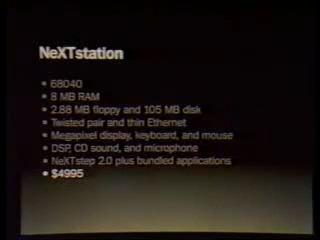 NeXTstation
• 68040
• 8 MB RAM
• 2.88 MB floppy and 105 MB disk
• Twisted pair and thin Ethernet
• Megapixel display, keyboard, and mouse
• DSP, CD sound, and microphone
• NeXTstep 2.0 plus bundled applications
• $4995